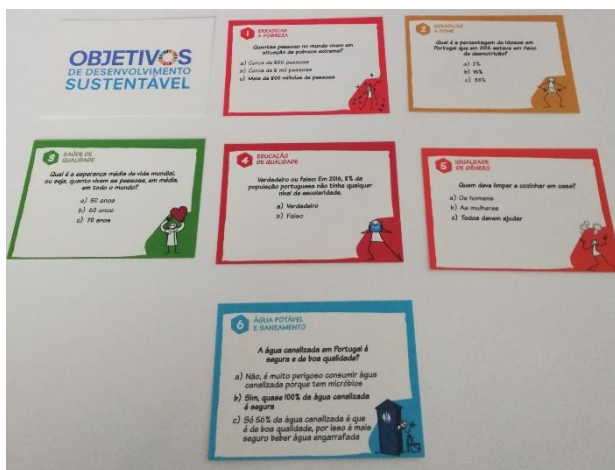 OBJETIVOS
DE DESENVOLVIMENTO
SUSTENTÁVEL
1 ERRADICAR
A POBREZA
Quantas pessoas no mundo vivem em
situação de pobreza extrema?
a) Cerca de 800 pessoas
b) Cerca de 8 mil pessoas
c) Mais de 800 milhões de pessoas
2 ERRADICAR
A FOME
Qual é a percentagem de idosos em
Portugal que em 2016 estava em risco
de desnutrição?
a) 2%
b) 16%
c)
3 SAÚDE DE
QUALIDADE
Qual é a esperança média de vida mundial,
ou seja, quanto vivem as pessoas, em média,
em todo o mundo?
a) 50 anos
b) 60 anos
c) 70 anos
4 EDUCAÇÃO
DE QUALIDADE
Verdadeiro ou falso: Em 2016, 8% da
população portuguesa não tinha qualquer
nível de escolaridade.
a) Verdadeiro
b) Falso
5 IGUALDADE
DE GÉNERO
Quem deve limpar e cozinhar em casa?
a) Os homens
b) As mulheres
c) Todos devem ajudar
6 ÁGUA POTÁVEL
E SANEAMENTO
A água canalizada em Portugal é
segura e de boa qualidade?
a) Não, é muito perigoso consumir água
canalizada porque tem micróbios
b) Sim, quase 100% da água canalizada
é segura
c) Só 56% da água canalizada é que
é de boa qualidade, por isso é mais
seguro beber água engarrafada